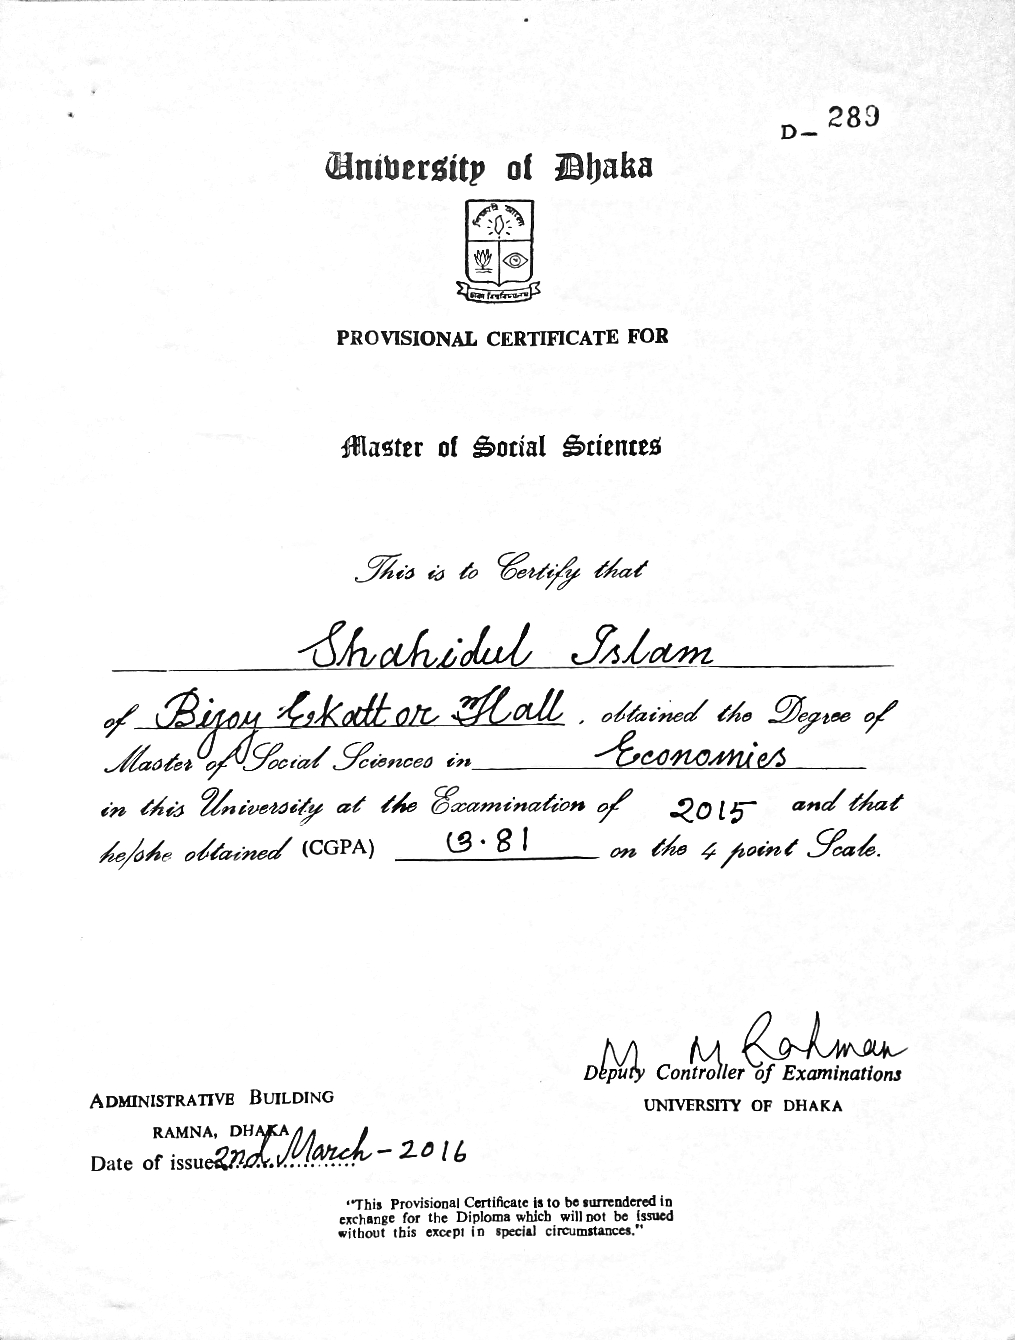 D- 289
University of Dhaka
শিক্ষাই আলো
ঢাকা বিশ্ববিদ্যালয়
PROVISIONAL CERTIFICATE FOR
Master of Social Sciences
This is to Certify that
Shahidul Islam
of Bijoy Ekattor Hall, obtained the Degree of
Master of Social Sciences in Economics
in this University at the Examination of 2015 and that
he/she obtained (CGPA) 3.81 on the 4 point Scale.
M M Rahman
Deputy Controller of Examinations
UNIVERSITY OF DHAKA
ADMINISTRATIVE BUILDING
RAMNA, DHAKA
Date of issue 2nd March - 2016
"This Provisional Certificate is to be surrendered in
exchange for the Diploma which will not be issued
without this except in special circumstances."